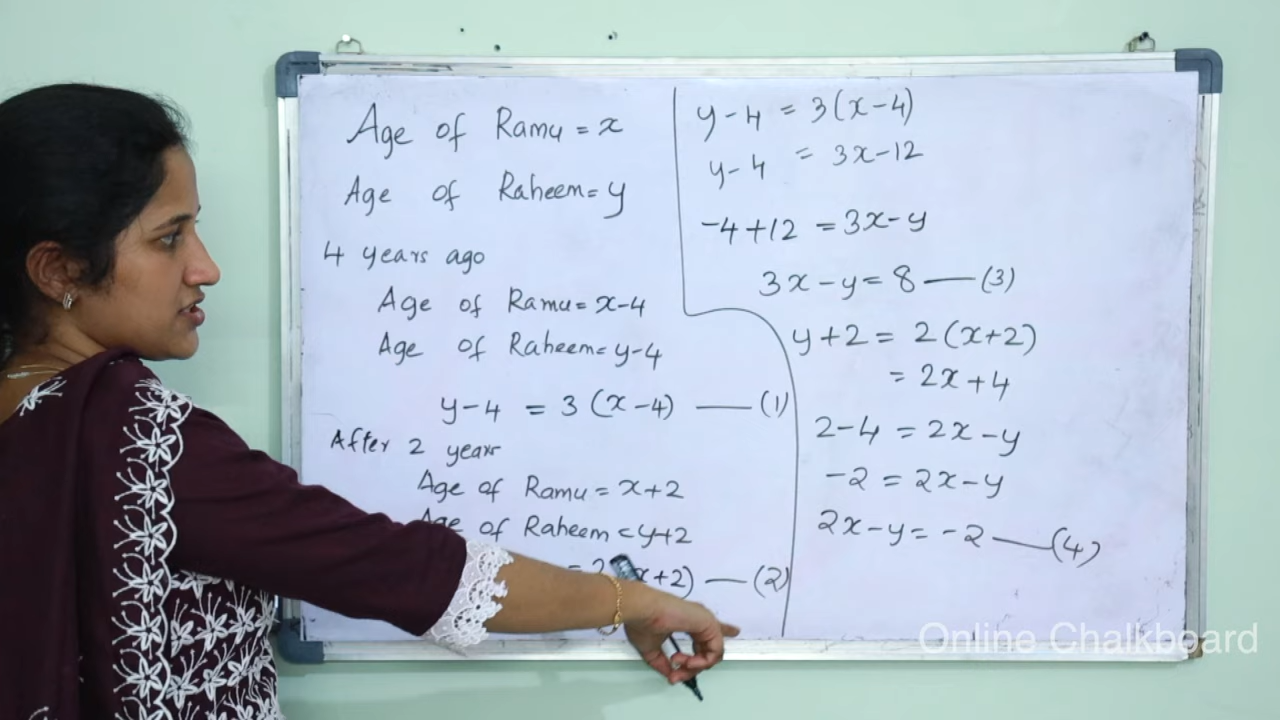 Age of Ramu = x
Age of Raheem = y
4 years ago
Age of Ramu = x-4
Age of Raheem = y-4
y-4 = 3 (x-4) —— (1)
After 2 years
Age of Ramu = x+2
Age of Raheem = y+2
= 2 x+2) — (2)
y-4 = 3(x-4)
y-4 = 3x-12
-4+12 = 3x-y
3x-y = 8 —— (3)
y+2 = 2 (x+2)
= 2x+4
2-4 = 2x-y
-2 = 2x-y
2x-y = -2 —— (4)
Online Chalkboard